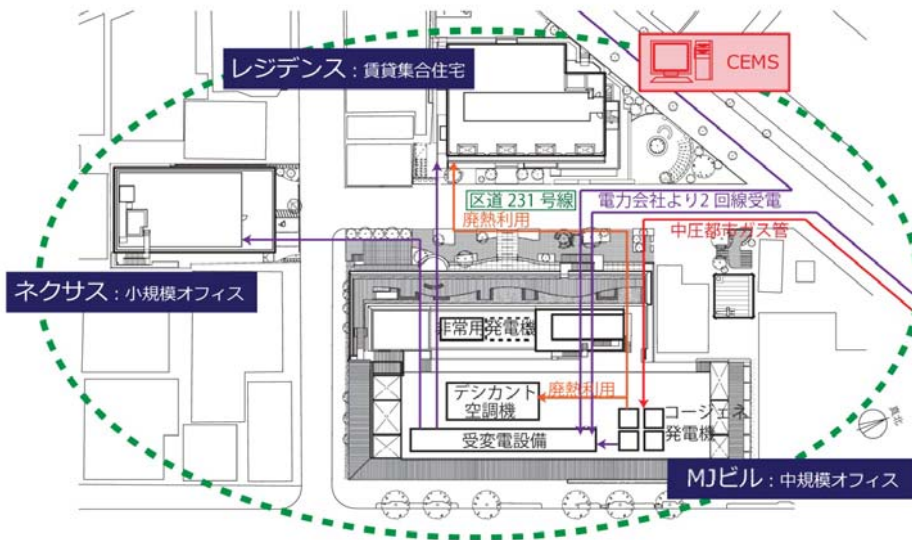 レジデンス：賃貸集合住宅
CEMS
区道 231 号線
電力会社より2 回線受電
廃熱利用
中圧都市ガス管
ネクサス：小規模オフィス
非常用発電機
廃熱利用
デシカント
空調機
コージェネ
発電機
受変電設備
真北
MJビル：中規模オフィス